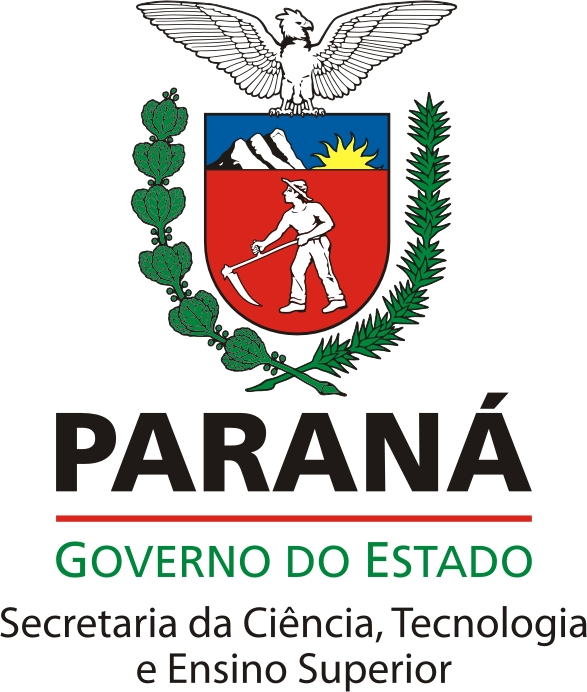 PARANÁ
GOVERNO DO ESTADO
Secretaria da Ciência, Tecnologia
e Ensino Superior